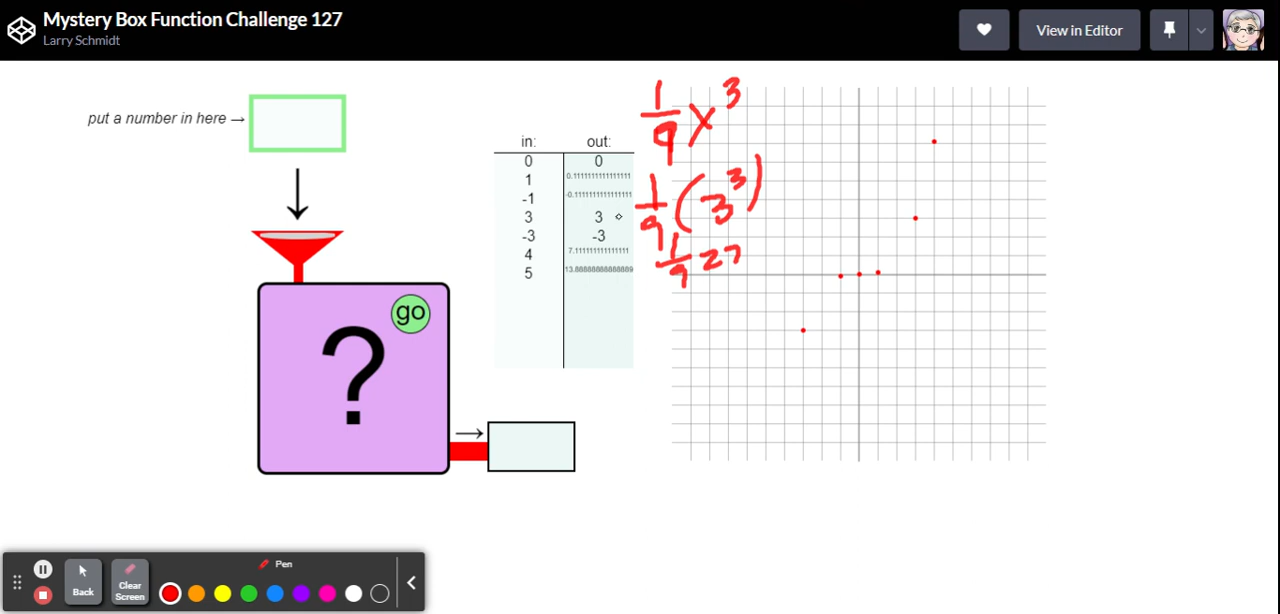 Mystery Box Function Challenge 127
Larry Schmidt
View in Editor
put a number in here →
in: out:
0 0
1 0.111111111111111
-1 -0.1111111111111111
3 3
-3 -3
4 7.11111111111111
5 13.88888888888889
1/9 x^3
1/9 (3^3)
1/9 27
go
?
→
Pen
Back
Clear
Screen